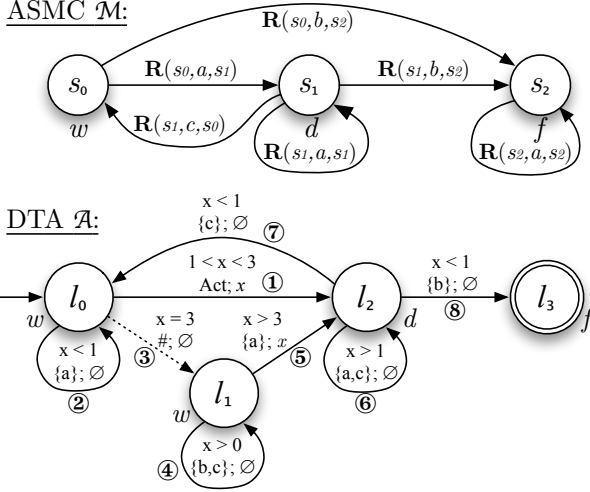 ASMC ℳ:
R(s₀,b,s₂)
s₀
R(s₀,a,s₁)
s₁
R(s₁,b,s₂)
s₂
w
R(s₁,c,s₀)
d
f
R(s₁,a,s₁)
R(s₂,a,s₂)
DTA 𝒜:
x < 1
{c}; ∅ ⑦
1 < x < 3
Act; x ①
x < 1
{b}; ∅
⑧
l₀
l₂
l₃
w
d
f
x < 1
{a}; ∅
②
x = 3
#; ∅
③
x > 3
{a}; x
⑤
x > 1
{a,c}; ∅
⑥
l₁
w
x > 0
{b,c}; ∅
④